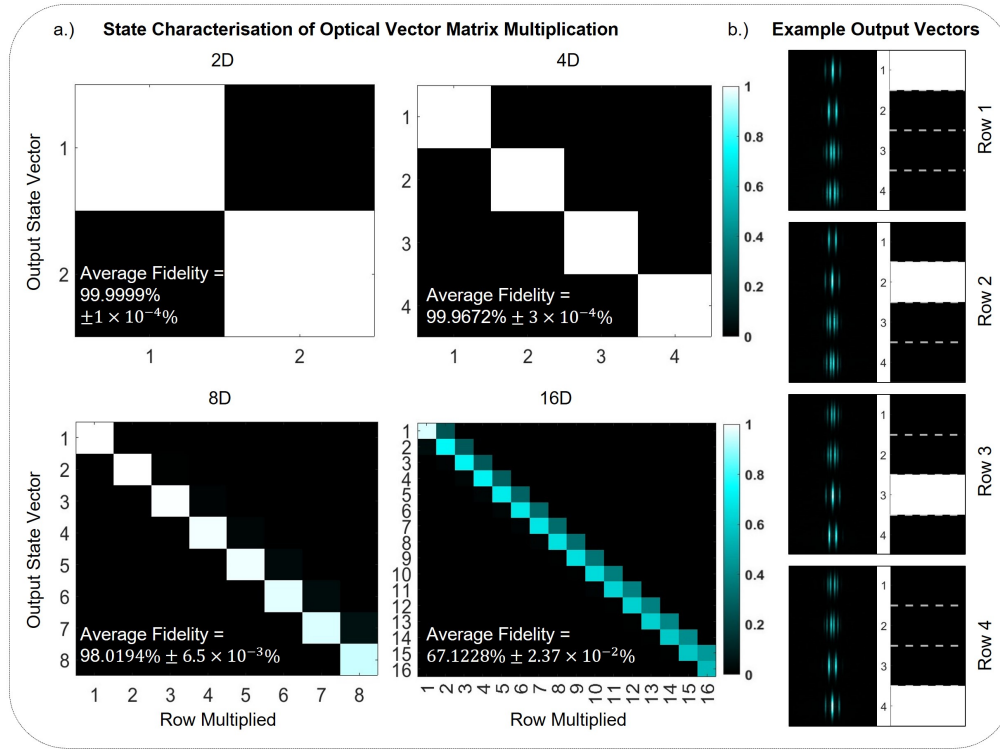 a.) State Characterisation of Optical Vector Matrix Multiplication
2D
4D
Output State Vector
1
2
Average Fidelity =
99.9999%
±1 × 10⁻⁴%
1 2
1
2
3
4
Average Fidelity =
99.9672% ± 3 × 10⁻⁴%
1 2 3 4
1
0.8
0.6
0.4
0.2
0
8D
16D
Output State Vector
1
2
3
4
5
6
7
8
Average Fidelity =
98.0194% ± 6.5 × 10⁻³%
1 2 3 4 5 6 7 8
Row Multiplied
1
2
3
4
5
6
7
8
9
10
11
12
13
14
15
16
Average Fidelity =
67.1228% ± 2.37 × 10⁻²%
1 2 3 4 5 6 7 8 9 10 11 12 13 14 15 16
Row Multiplied
1
0.8
0.6
0.4
0.2
0
b.) Example Output Vectors
1
2
3
4
Row 1
1
2
3
4
Row 2
1
2
3
4
Row 3
1
2
3
4
Row 4